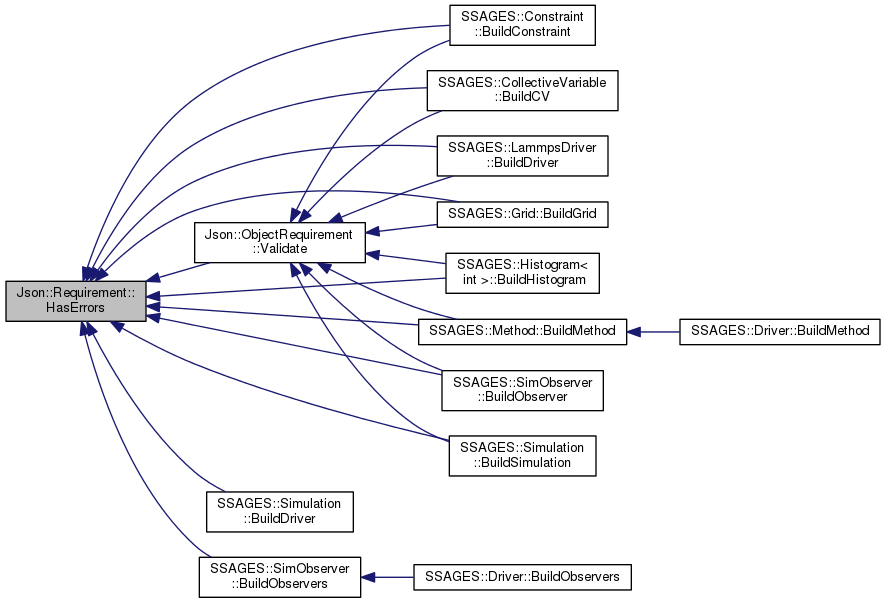 SSAGES::Constraint
::BuildConstraint
SSAGES::CollectiveVariable
::BuildCV
SSAGES::LammpsDriver
::BuildDriver
SSAGES::Grid::BuildGrid
Json::ObjectRequirement
::Validate
SSAGES::Histogram<
int >::BuildHistogram
Json::Requirement::
HasErrors
SSAGES::Method::BuildMethod
SSAGES::Driver::BuildMethod
SSAGES::SimObserver
::BuildObserver
SSAGES::Simulation
::BuildSimulation
SSAGES::Simulation
::BuildDriver
SSAGES::SimObserver
::BuildObservers
SSAGES::Driver::BuildObservers